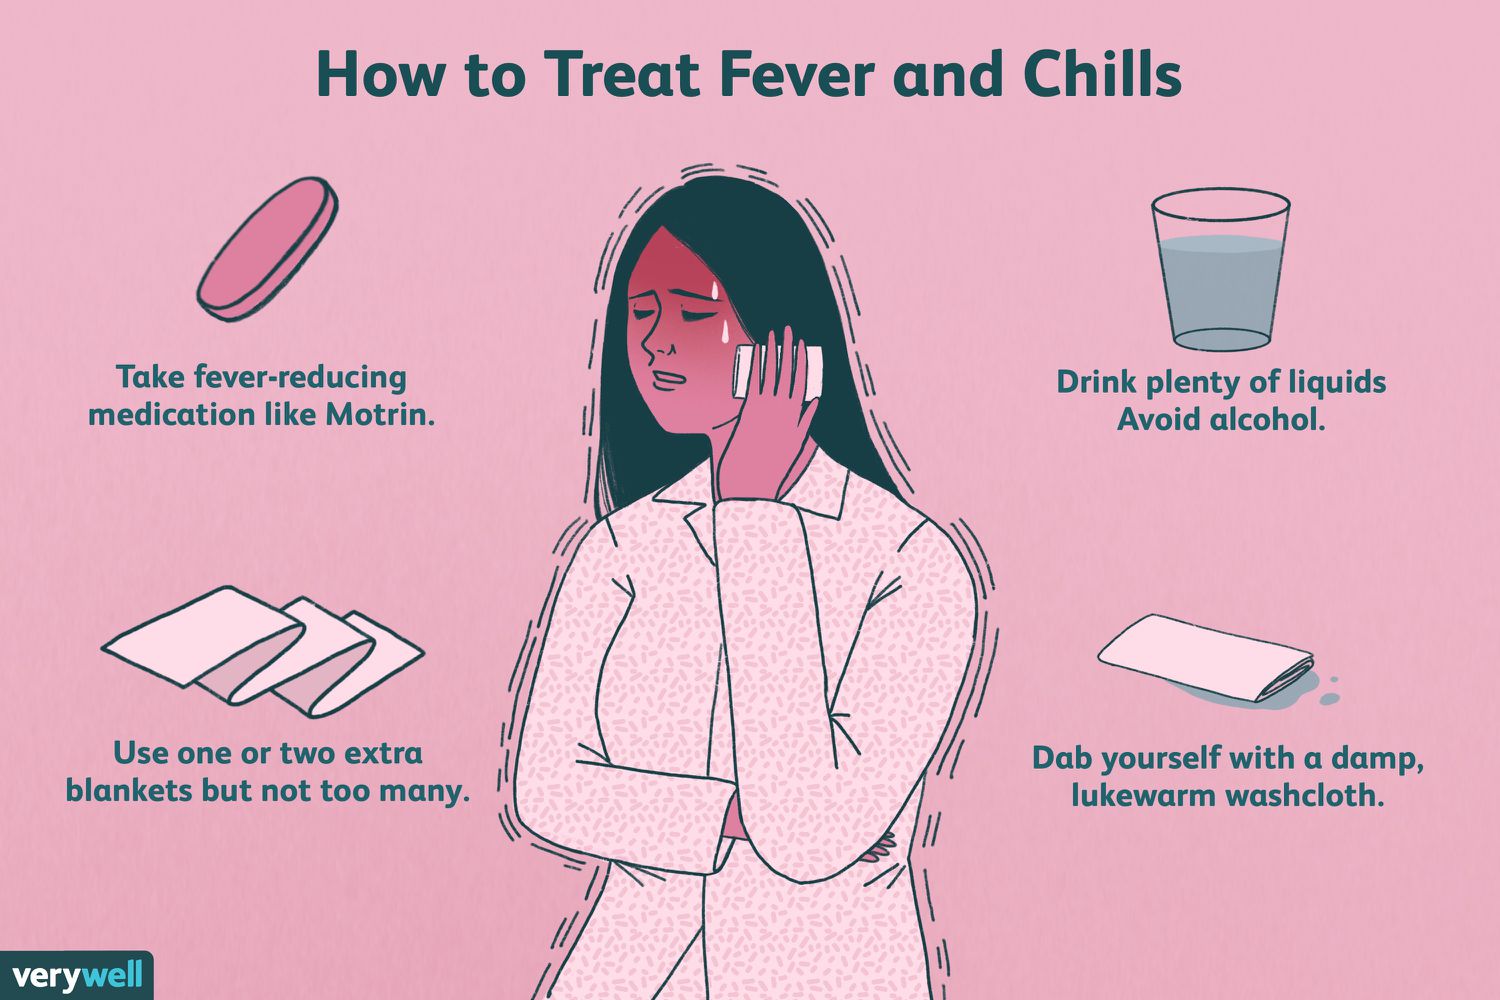 How to Treat Fever and Chills
Take fever-reducing
medication like Motrin.
Drink plenty of liquids
Avoid alcohol.
Use one or two extra
blankets but not too many.
Dab yourself with a damp,
lukewarm washcloth.
verywell